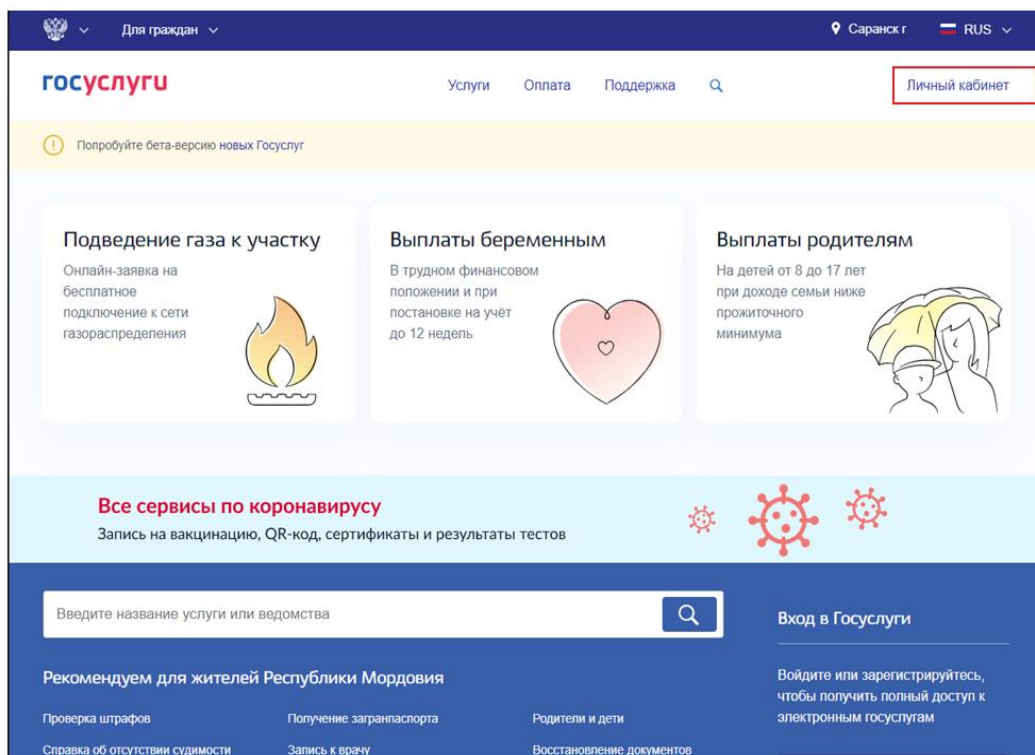 Для граждан
Саранск г
RUS
госуслуги
Услуги
Оплата
Поддержка
Личный кабинет
Попробуйте бета-версию новых Госуслуг
Подведение газа к участку
Онлайн-заявка на
бесплатное
подключение к сети
газораспределения
Выплаты беременным
В трудном финансовом
положении и при
постановке на учёт
до 12 недель
Выплаты родителям
На детей от 8 до 17 лет
при доходе семьи ниже
прожиточного
минимума
Все сервисы по коронавирусу
Запись на вакцинацию, QR-код, сертификаты и результаты тестов
Введите название услуги или ведомства
Рекомендуем для жителей Республики Мордовия
Проверка штрафов
Получение загранпаспорта
Родители и дети
Справка об отсутствии судимости
Запись к врачу
Восстановление документов
Вход в Госуслуги
Войдите или зарегистрируйтесь,
чтобы получить полный доступ к
электронным госуслугам